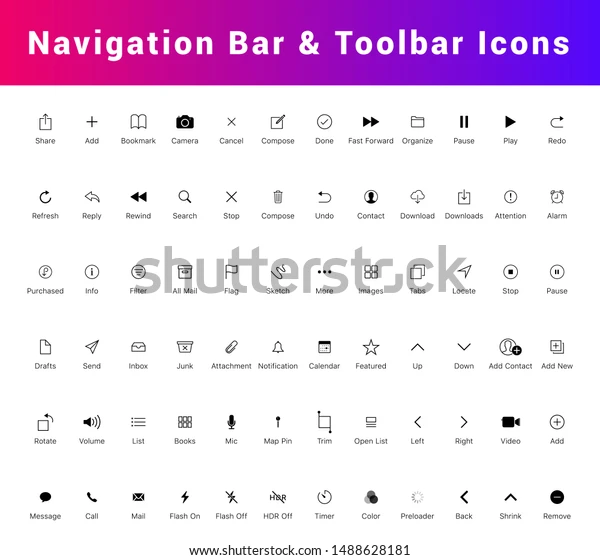 Navigation Bar & Toolbar Icons
Share Add Bookmark Camera Cancel Compose Done Fast Forward Organize Pause Play Redo
Refresh Reply Rewind Search Stop Compose Undo Contact Download Downloads Attention Alarm
shutterstock
Purchased Info Filter All Mail Flag Sketch More Images Tabs Locate Stop Pause
Drafts Send Inbox Junk Attachment Notification Calendar Featured Up Down Add Contact Add New
Rotate Volume List Books Mic Map Pin Trim Open List Left Right Video Add
HDR
Message Call Mail Flash On Flash Off HDR Off Timer Color Preloader Back Shrink Remove
shutterstock.com · 1488628181